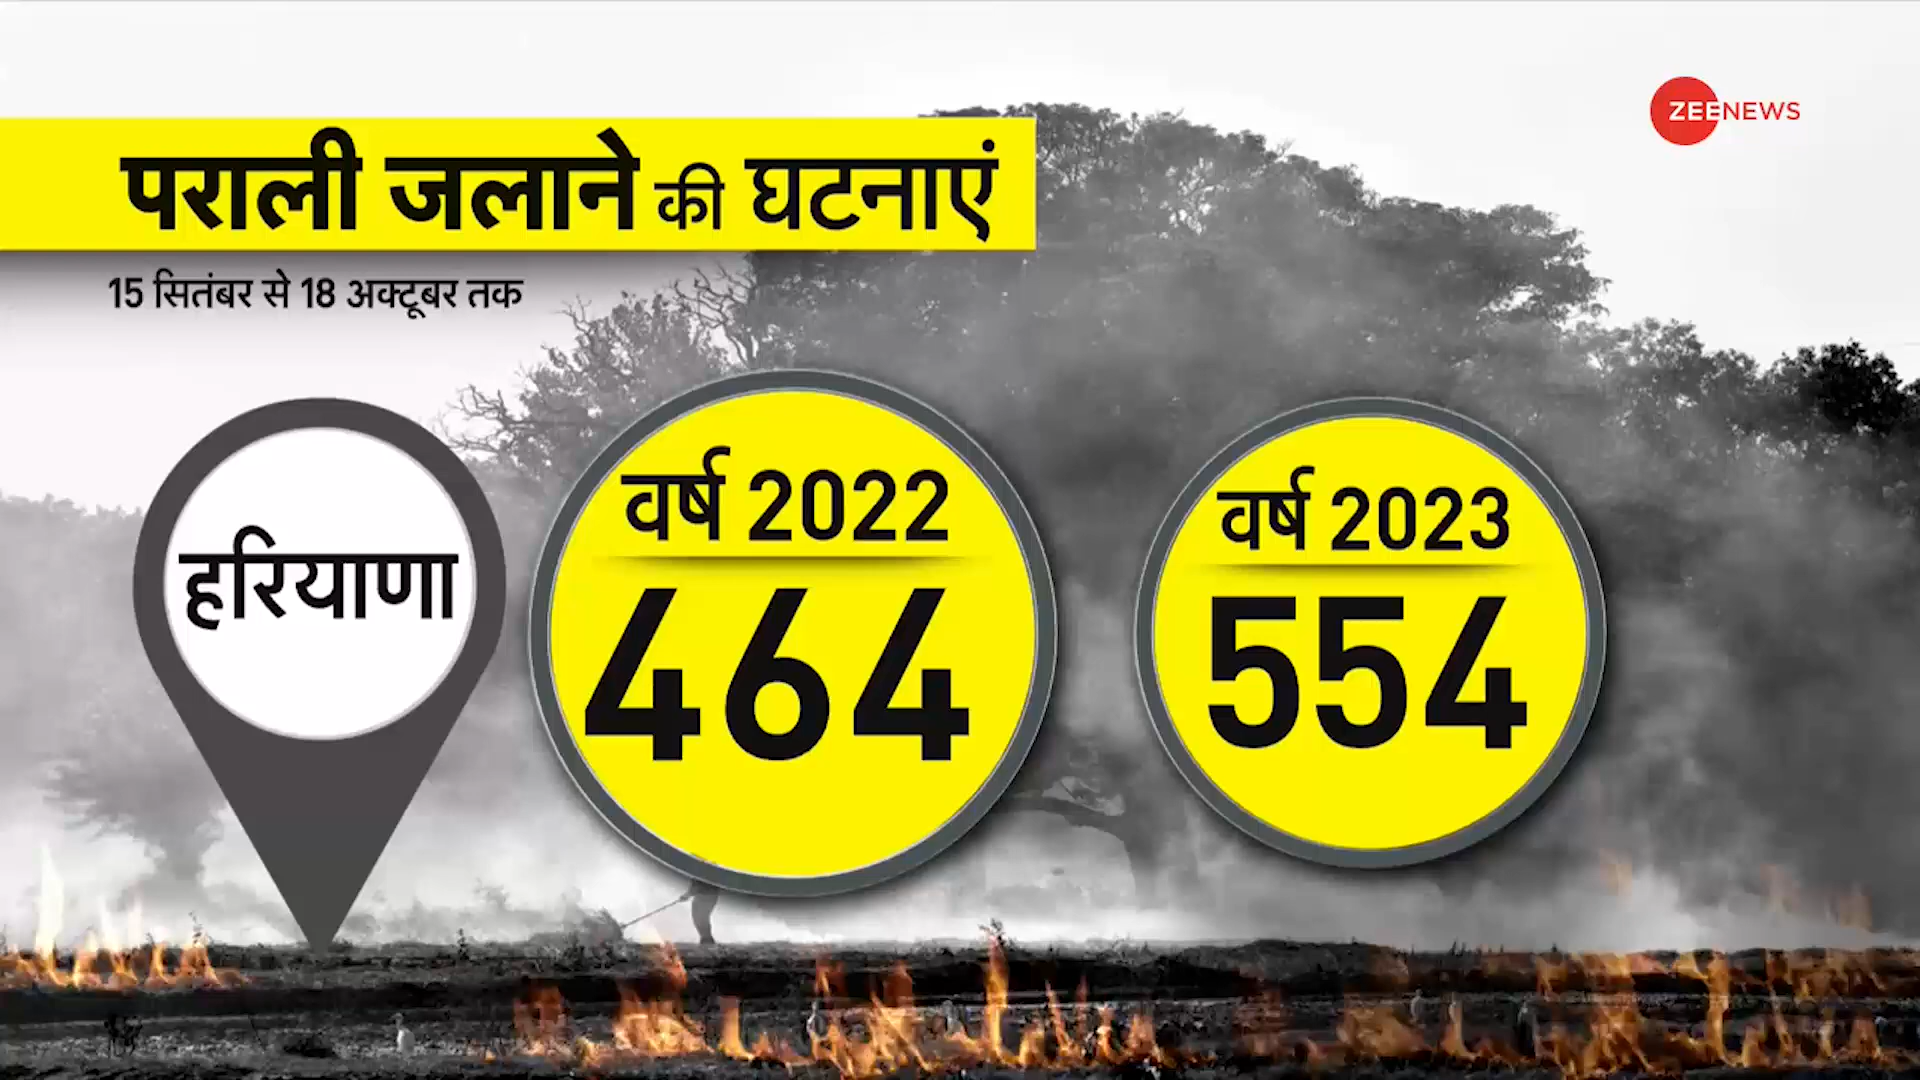 ZEENEWS
पराली जलाने की घटनाएं
15 सितंबर से 18 अक्टूबर तक
हरियाणा
वर्ष 2022
464
वर्ष 2023
554